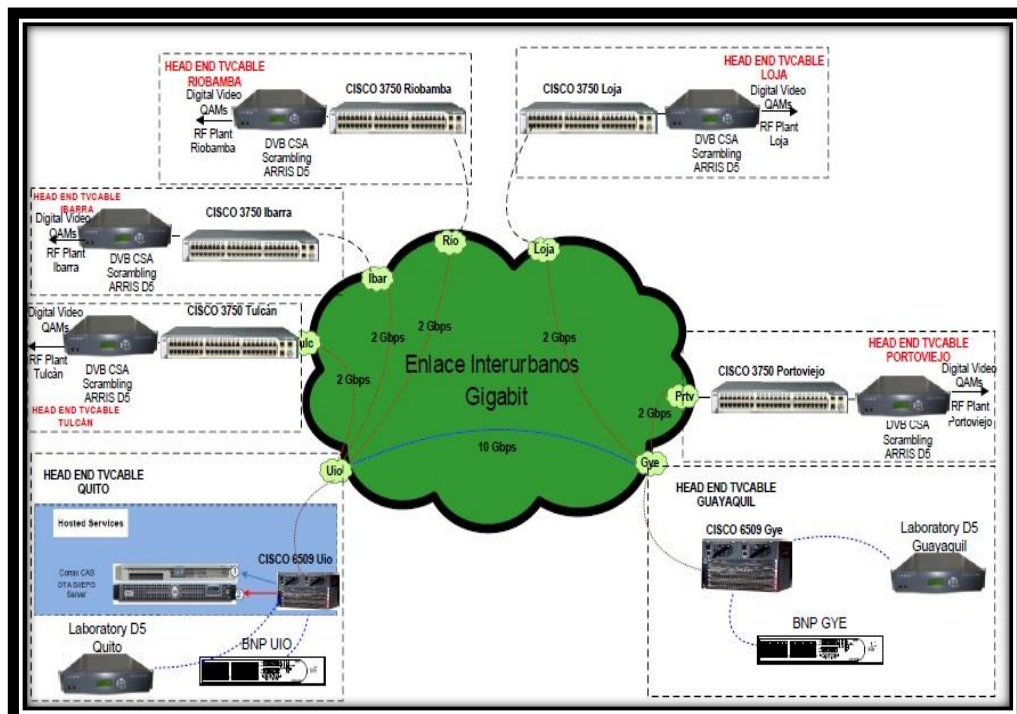 HEAD END TVCABLE
RIOBAMBA
Digital Video
QAMs
RF Plant
Riobamba
DVB CSA
Scrambling
ARRIS D5
CISCO 3750 Riobamba
CISCO 3750 Loja
HEAD END TVCABLE
LOJA
Digital Video
QAMs
RF Plant
Loja
DVB CSA
Scrambling
ARRIS D5
HEAD END TVCABLE
IBARRA
Digital Video
QAMs
RF Plant
Ibarra
DVB CSA
Scrambling
ARRIS D5
CISCO 3750 Ibarra
Digital Video
QAMs
RF Plant
Tulcán
DVB CSA
Scrambling
ARRIS D5
CISCO 3750 Tulcán
HEAD END TVCABLE
TULCÁN
Rio
Loja
Ibar
ulc
2 Gbps
2 Gbps
2 Gbps
2 Gbps
2 Gbps
Enlace Interurbanos
Gigabit
10 Gbps
Prtv
Uio
Gye
HEAD END TVCABLE
PORTOVIEJO
CISCO 3750 Portoviejo
Digital Video
QAMs
RF Plant
Portoviejo
DVB CSA
Scrambling
ARRIS D5
HEAD END TVCABLE
QUITO
Hosted Services
CISCO 6509 Uio
CAS
Server
1
2
Laboratory D5
Quito
BNP UIO
HEAD END TVCABLE
GUAYAQUIL
CISCO 6509 Gye
Laboratory D5
Guayaquil
BNP GYE